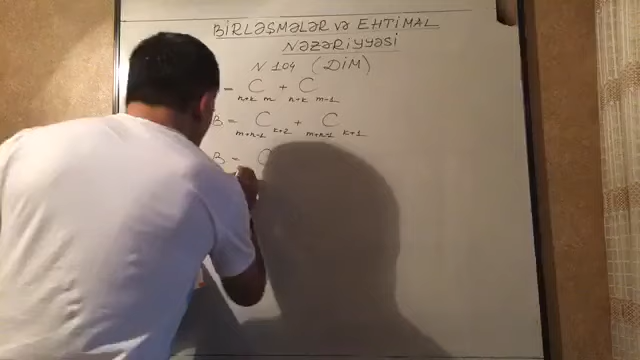 BİRLƏŞMƏLƏR VƏ EHTİMAL
NƏZƏRİYYƏSİ
N 104 (DİM)
= C + C
n+k m n+k m-1
B = C + C
m+n-1 k+2 m+n-1 k+1
B = C